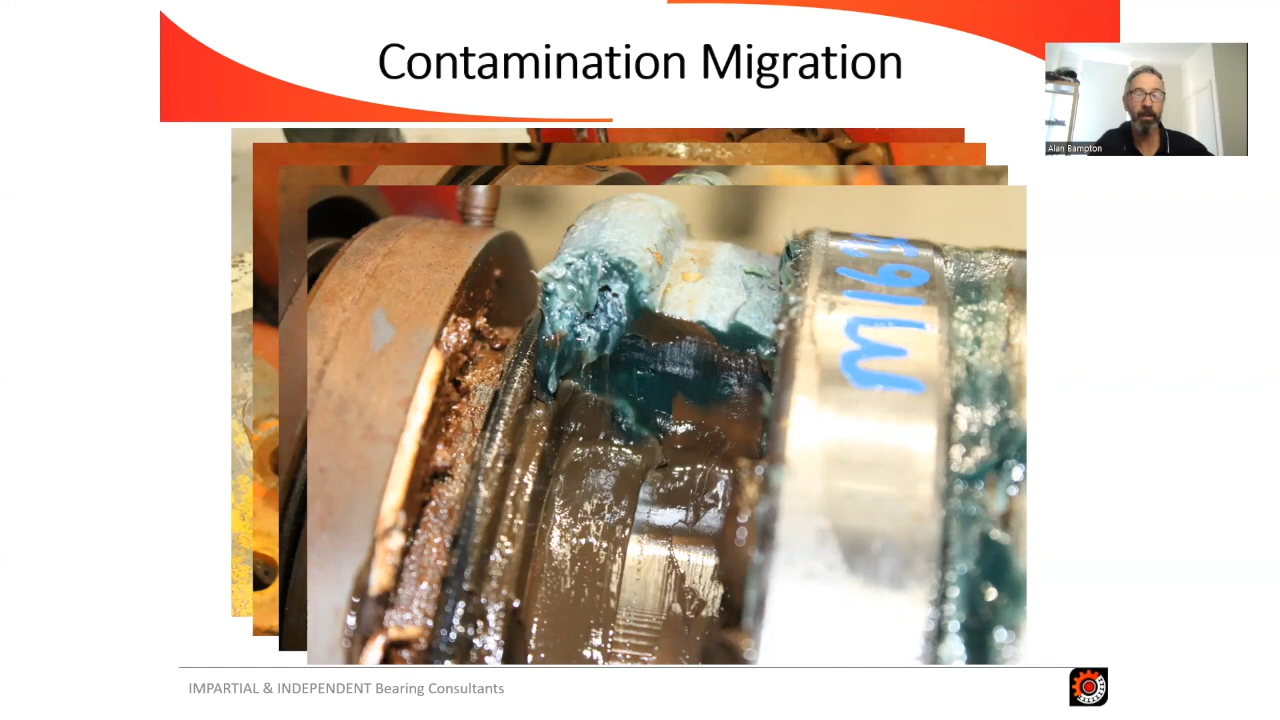 Contamination Migration
Alan Bampton
IMPARTIAL & INDEPENDENT Bearing Consultants